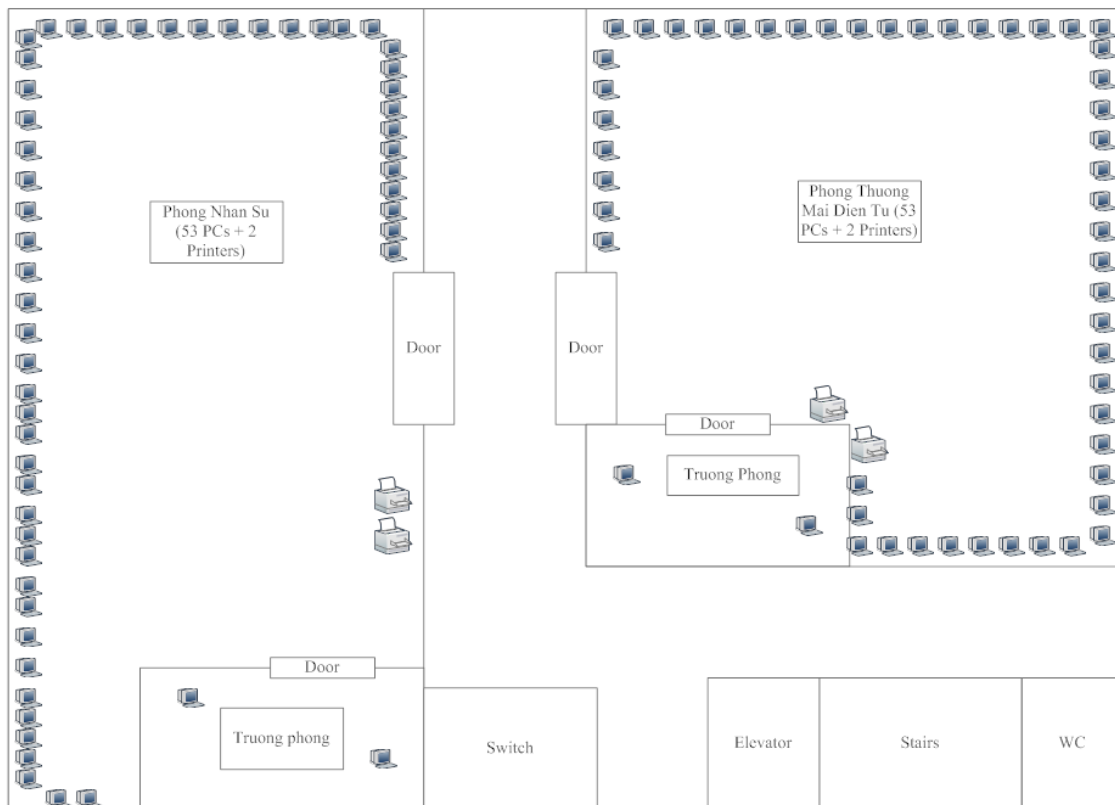 Phong Nhan Su
(53 PCs + 2
Printers)
Phong Thuong
Mai Dien Tu (53
PCs + 2 Printers)
Door
Door
Door
Truong Phong
Door
Truong phong
Switch
Elevator
Stairs
WC